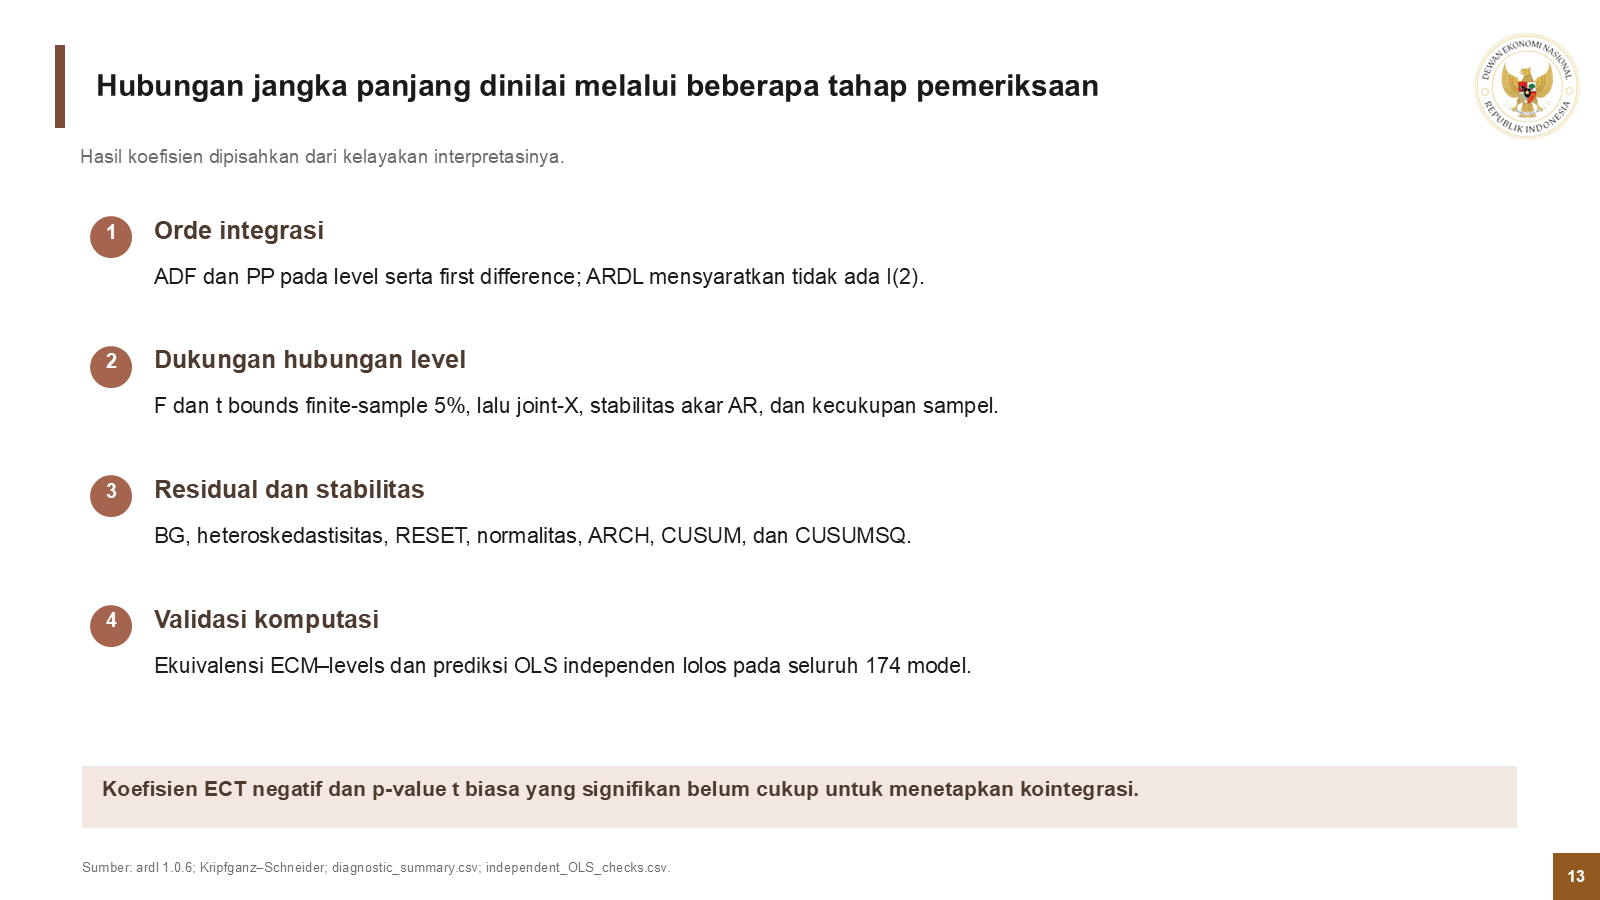 Hubungan jangka panjang dinilai melalui beberapa tahap pemeriksaan
DEWAN EKONOMI NASIONAL
REPUBLIK INDONESIA
Hasil koefisien dipisahkan dari kelayakan interpretasinya.
1
Orde integrasi
ADF dan PP pada level serta first difference; ARDL mensyaratkan tidak ada I(2).
2
Dukungan hubungan level
F dan t bounds finite-sample 5%, lalu joint-X, stabilitas akar AR, dan kecukupan sampel.
3
Residual dan stabilitas
BG, heteroskedastisitas, RESET, normalitas, ARCH, CUSUM, dan CUSUMSQ.
4
Validasi komputasi
Ekuivalensi ECM–levels dan prediksi OLS independen lolos pada seluruh 174 model.
Koefisien ECT negatif dan p-value t biasa yang signifikan belum cukup untuk menetapkan kointegrasi.
Sumber: ardl 1.0.6; Kripfganz–Schneider; diagnostic_summary.csv; independent_OLS_checks.csv.
13